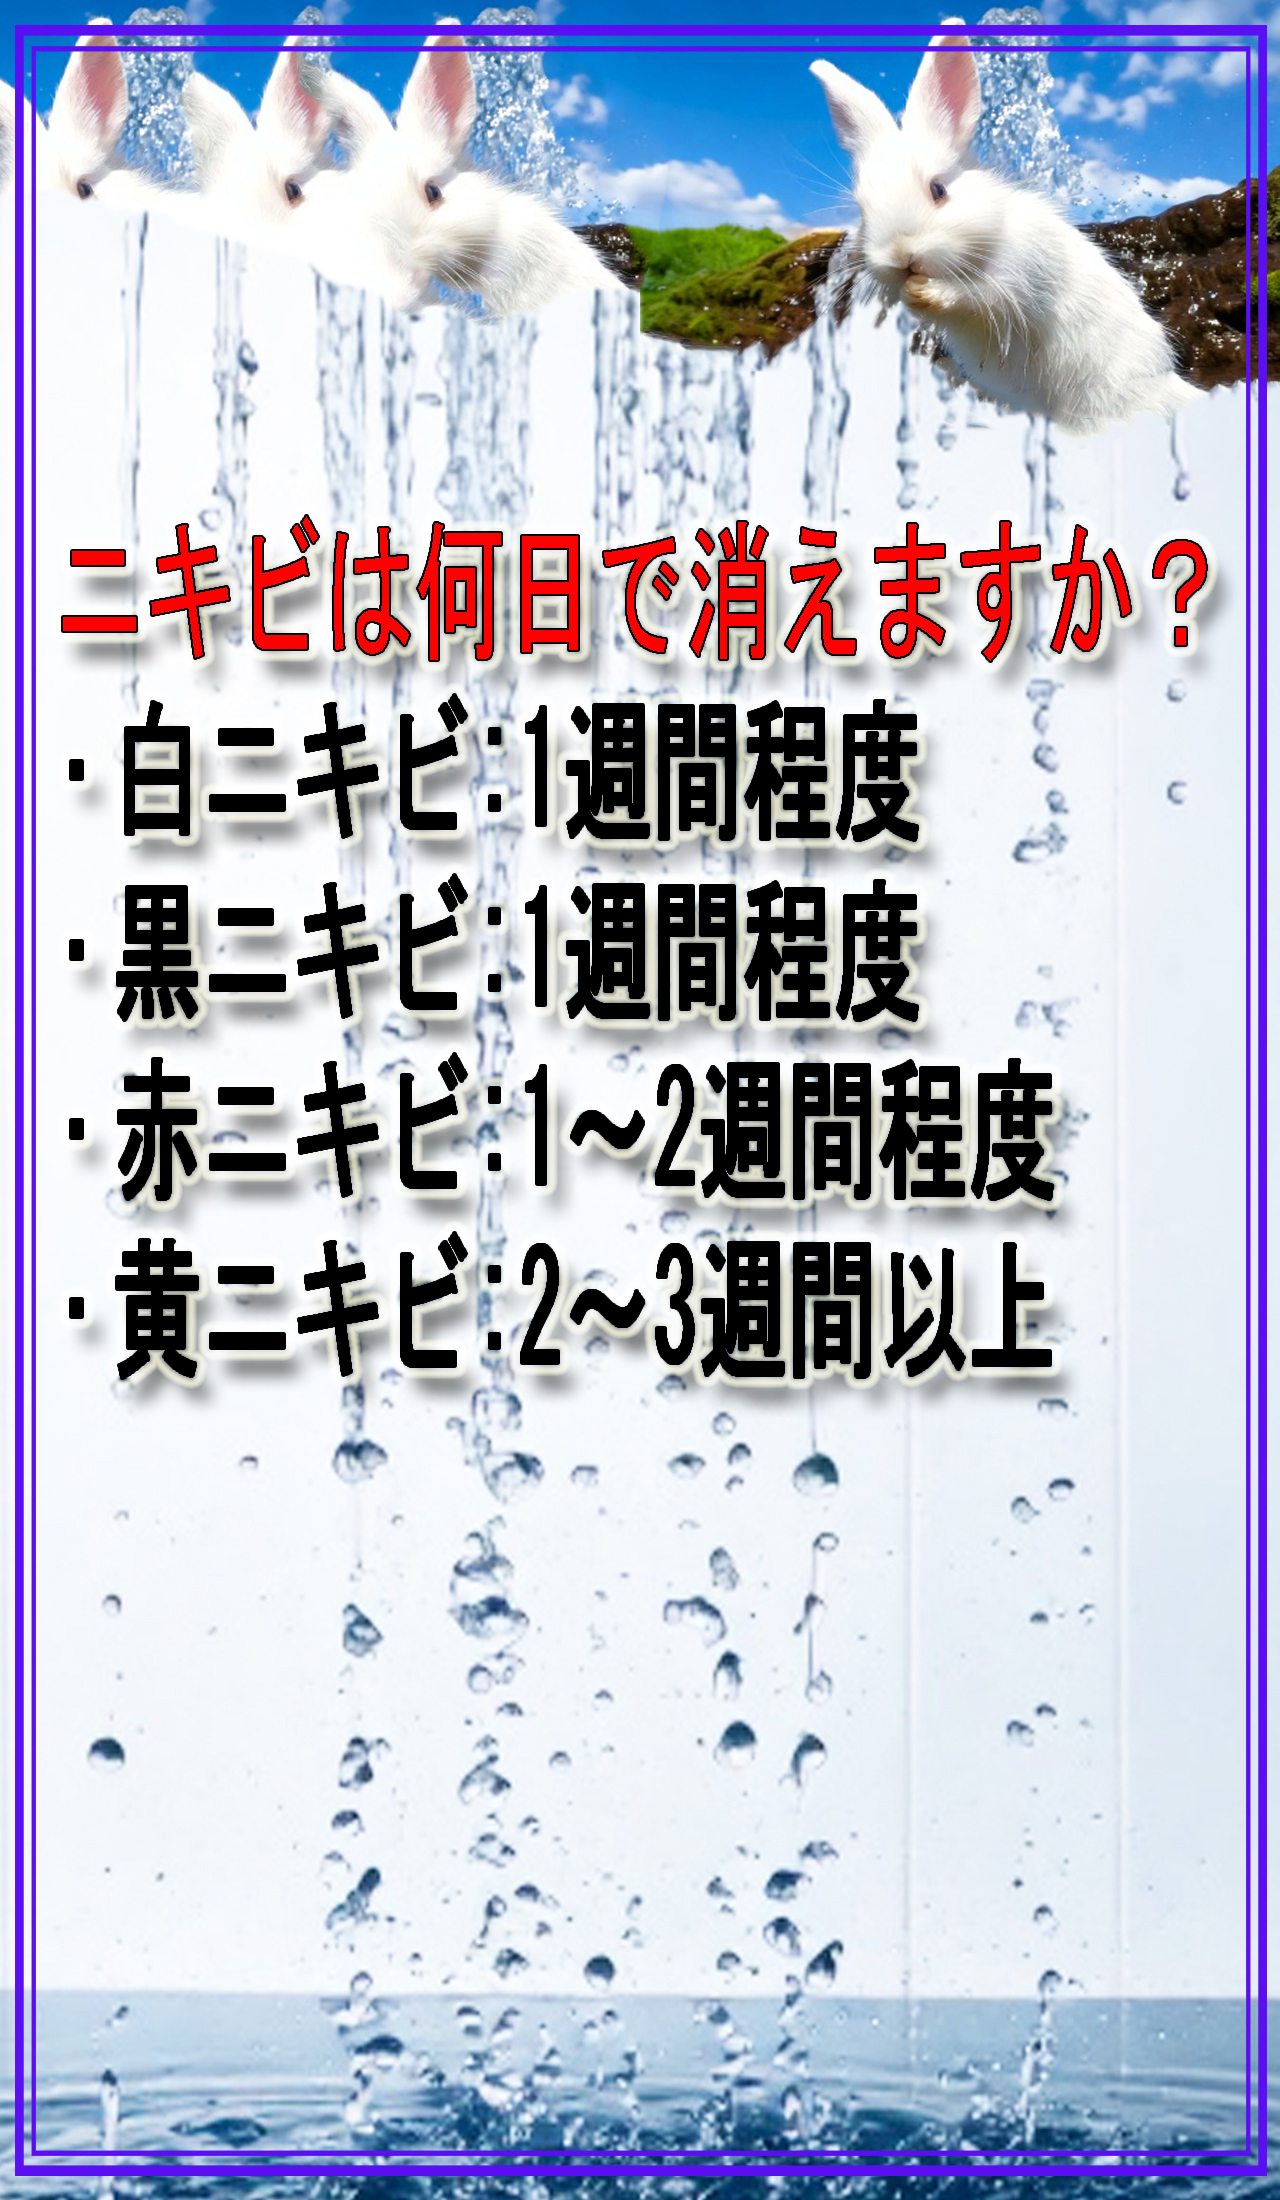 ニキビは何日で消えますか？
・白ニキビ:1週間程度
・黒ニキビ:1週間程度
・赤ニキビ:1～2週間程度
・黄ニキビ:2～3週間以上